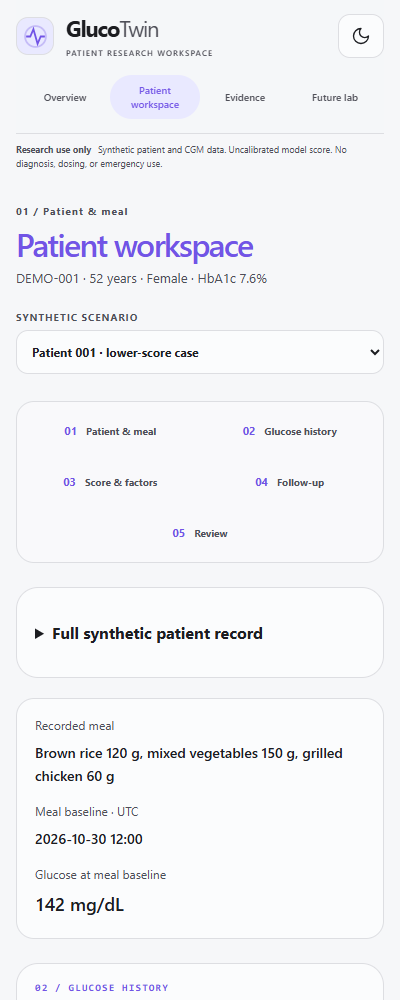 GlucoTwin
PATIENT RESEARCH WORKSPACE
Overview
Patient
workspace
Evidence
Future lab
Research use only Synthetic patient and CGM data. Uncalibrated model score. No
diagnosis, dosing, or emergency use.
01 / Patient & meal
Patient workspace
DEMO-001 · 52 years · Female · HbA1c 7.6%
SYNTHETIC SCENARIO
Patient 001 · lower-score case
01 Patient & meal
02 Glucose history
03 Score & factors
04 Follow-up
05 Review
Full synthetic patient record
Recorded meal
Brown rice 120 g, mixed vegetables 150 g, grilled
chicken 60 g
Meal baseline · UTC
2026-10-30 12:00
Glucose at meal baseline
142 mg/dL
02 / GLUCOSE HISTORY